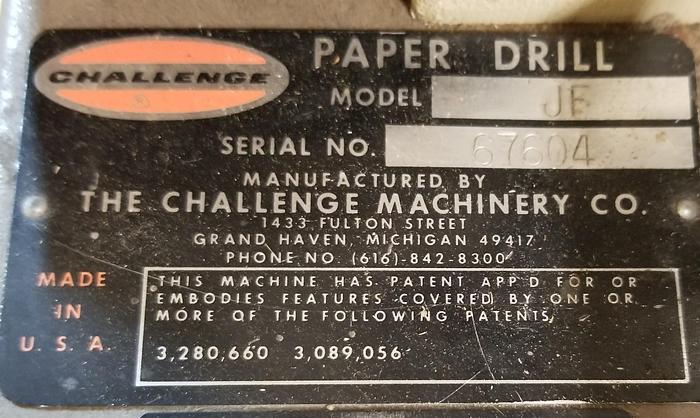 CHALLENGE
®
PAPER DRILL
MODEL JF
SERIAL NO. 67604
MANUFACTURED BY
THE CHALLENGE MACHINERY CO.
1433 FULTON STREET
GRAND HAVEN, MICHIGAN 49417
PHONE NO. (616)-842-8300
MADE
IN
U. S. A.
THIS MACHINE HAS PATENT APP'D FOR OR
EMBODIES FEATURES COVERED BY ONE OR
MORE OF THE FOLLOWING PATENTS,
3,280,660 3,089,056